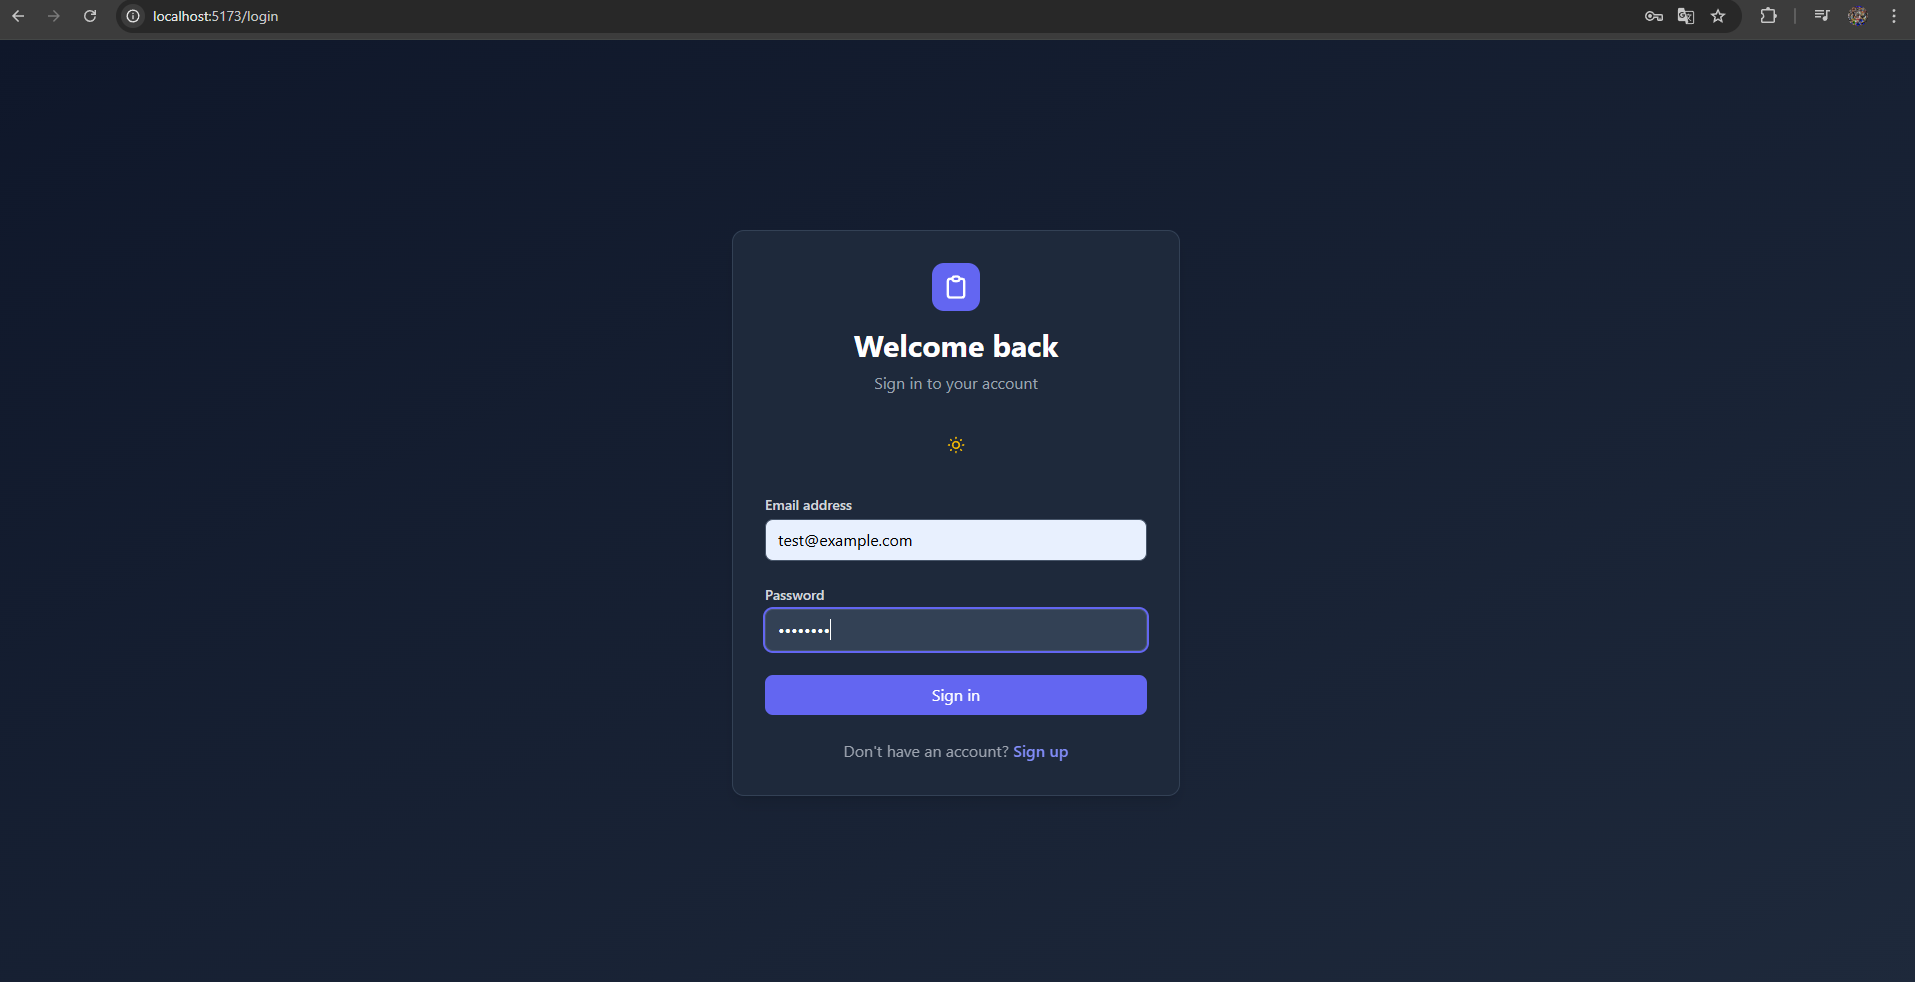 localhost:5173/login
Welcome back
Sign in to your account
Email address
test@example.com
Password
••••••••
Sign in
Don't have an account? Sign up